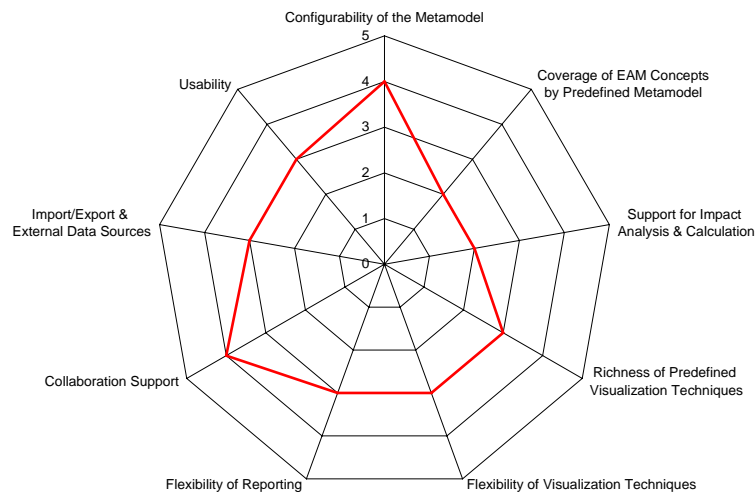 Configurability of the Metamodel
5
Usability
Coverage of EAM Concepts
by Predefined Metamodel
4
3
2
Import/Export &
External Data Sources
Support for Impact
Analysis & Calculation
1
0
Collaboration Support
Richness of Predefined
Visualization Techniques
Flexibility of Reporting
Flexibility of Visualization Techniques